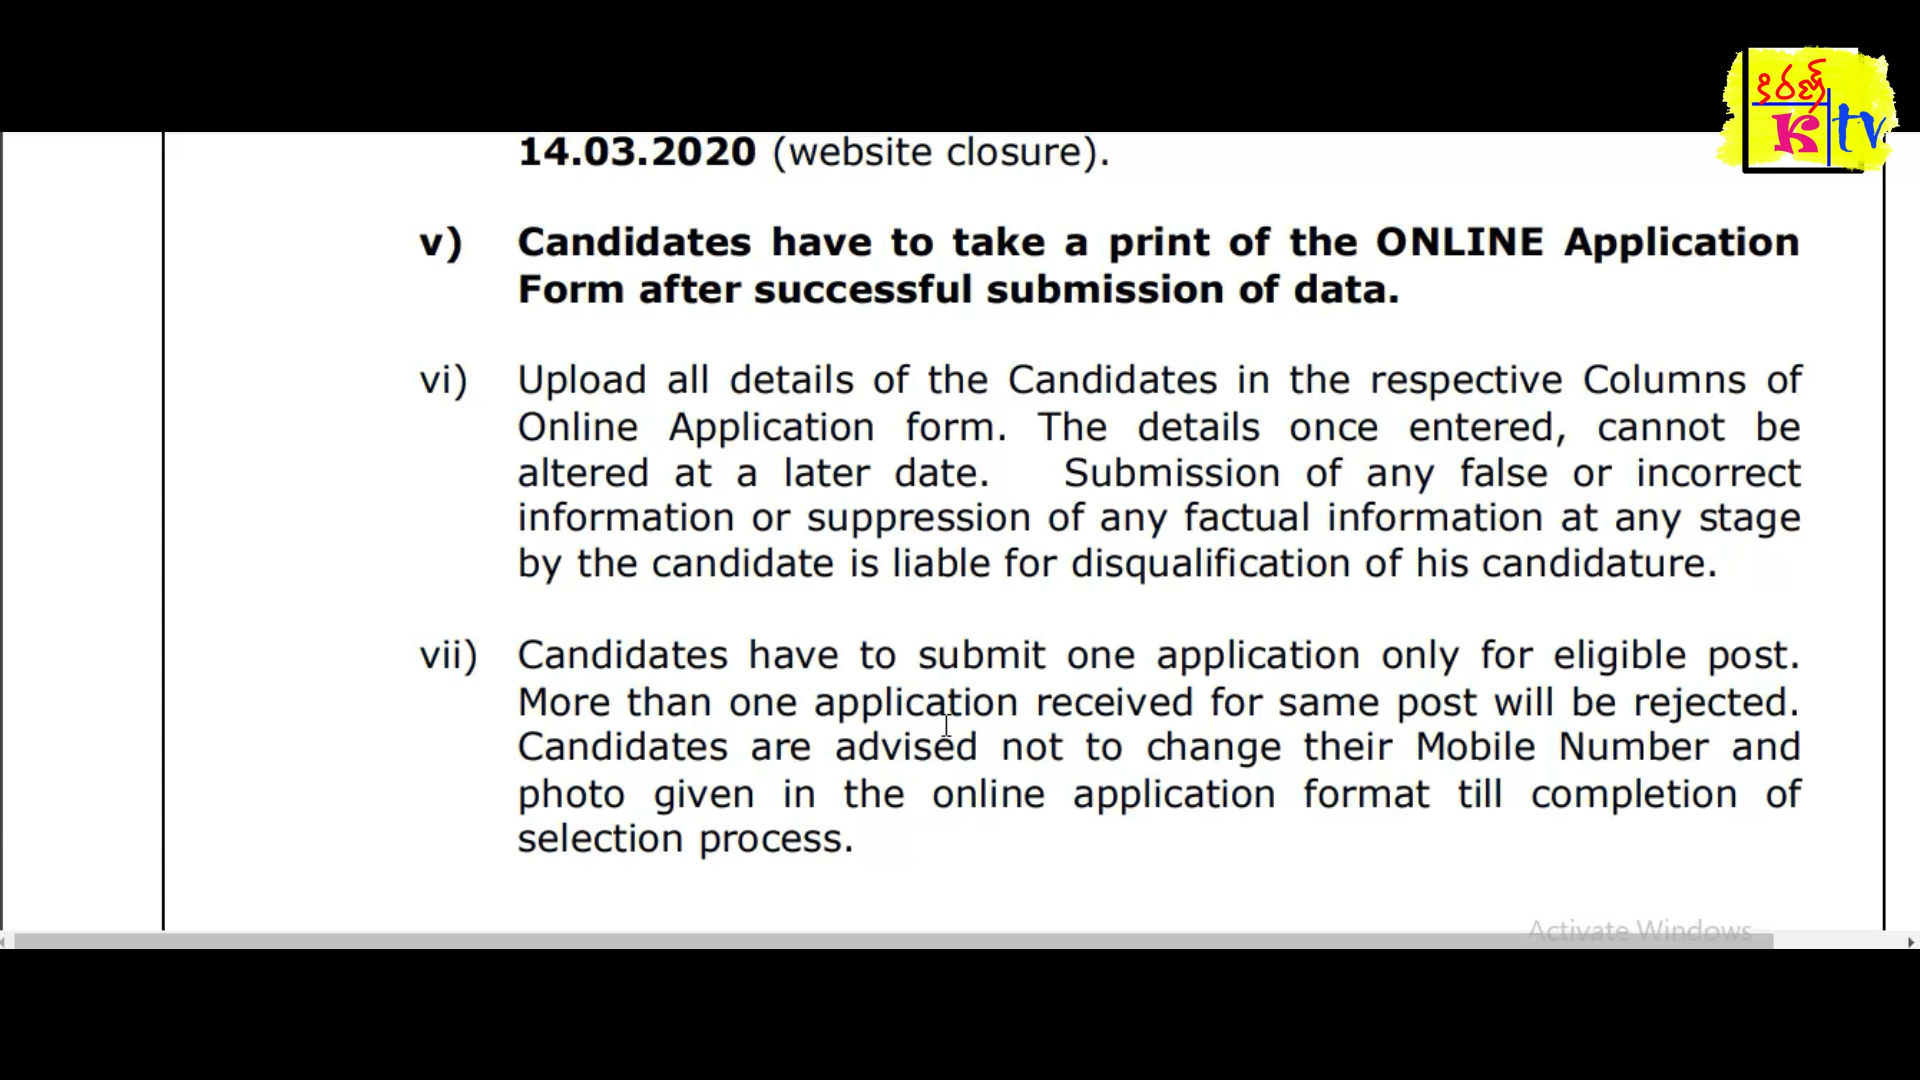 కిరణ్
K tv
14.03.2020 (website closure).
v) Candidates have to take a print of the ONLINE Application
Form after successful submission of data.
vi) Upload all details of the Candidates in the respective Columns of
Online Application form. The details once entered, cannot be
altered at a later date. Submission of any false or incorrect
information or suppression of any factual information at any stage
by the candidate is liable for disqualification of his candidature.
vii) Candidates have to submit one application only for eligible post.
More than one application received for same post will be rejected.
Candidates are advised not to change their Mobile Number and
photo given in the online application format till completion of
selection process.
Activate Windows